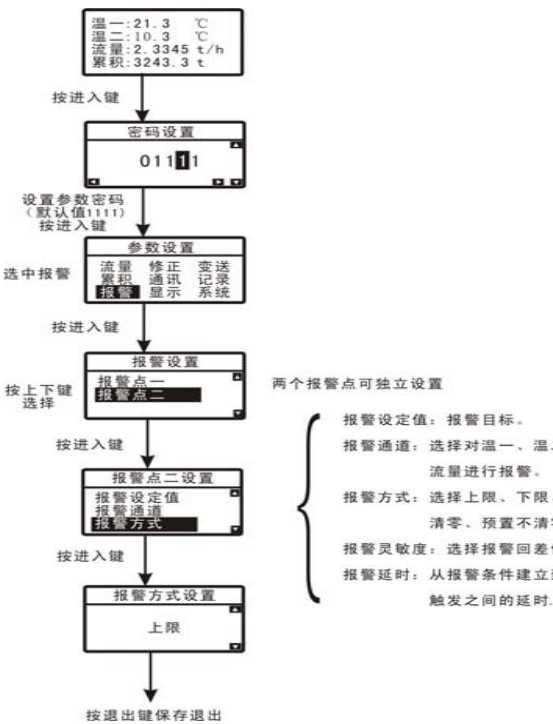 温一:21.3 ℃
温二:10.3 ℃
流量:2.3345 t/h
累积:3243.3 t
按进入键
密码设置
01111
设置参数密码
(默认值1111)
按进入键
参数设置
选中报警
流量 修正 变送
累积 通讯 记录
报警 显示 系统
按进入键
报警设置
报警点一
报警点二
按上下键
选择
按进入键
报警点二设置
报警设定值
报警通道
报警方式
按进入键
报警方式设置
上限
按退出键保存退出
两个报警点可独立设置
报警设定值：报警目标.
报警通道：选择对温一、温
流量进行报警.
报警方式：选择上限、下限
清零、预置不清
报警灵敏度：选择报警回差
报警延时：从报警条件建立
触发之间的延时.